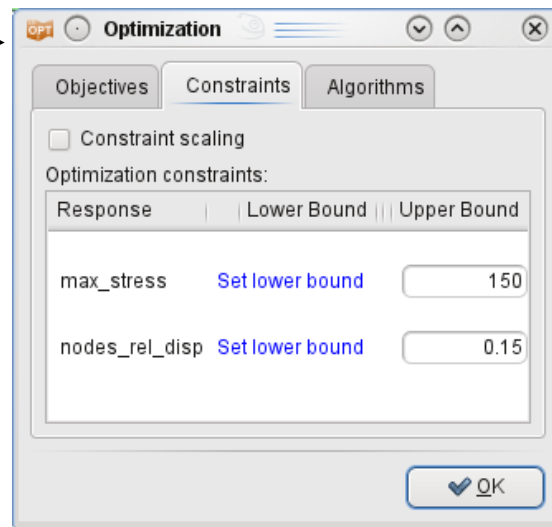 OPT Optimization
Objectives Constraints Algorithms
Constraint scaling
Optimization constraints:
Response Lower Bound Upper Bound
max_stress Set lower bound 150
nodes_rel_disp Set lower bound 0.15
OK